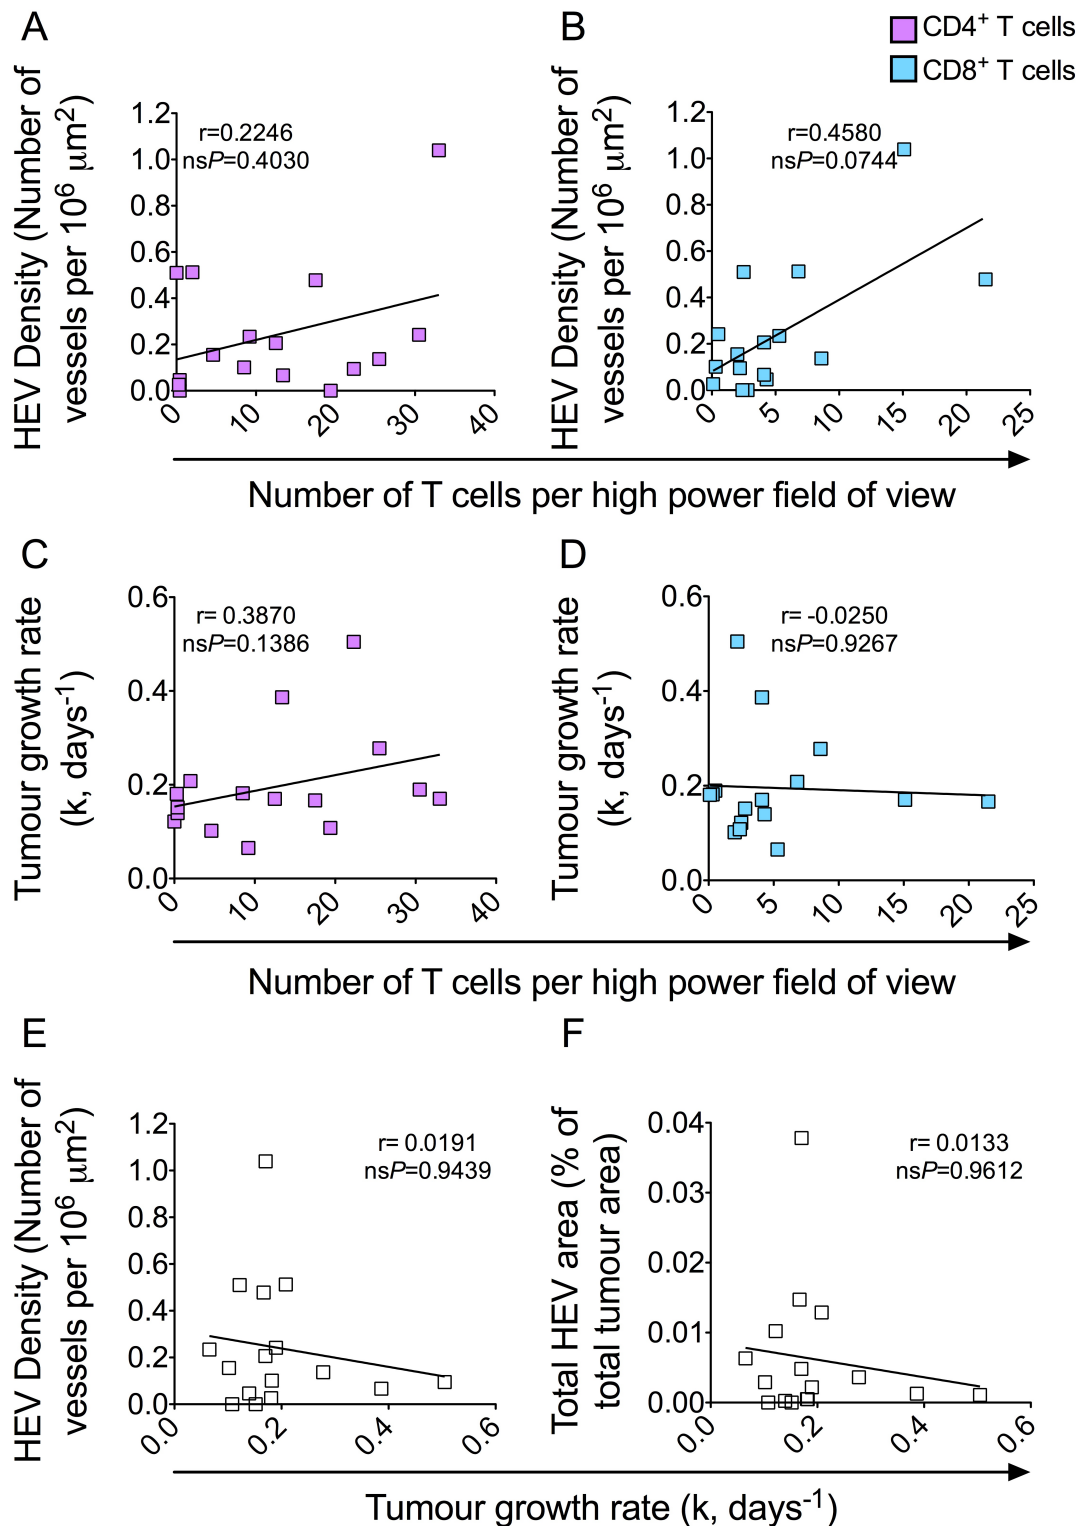 A
B
CD4+ T cells
CD8+ T cells
HEV Density (Number of
vessels per 10^6 μm^2)
1.2
1.0
0.8
0.6
0.4
0.2
0.0
r=0.2246
nsP=0.4030
0
10
20
30
40
HEV Density (Number of
vessels per 10^6 μm^2)
1.2
1.0
0.8
0.6
0.4
0.2
0.0
r=0.4580
nsP=0.0744
0
5
10
15
20
25
Number of T cells per high power field of view
C
D
Tumour growth rate
(k, days^-1)
0.6
0.4
0.2
0.0
r= 0.3870
nsP=0.1386
0
10
20
30
40
Tumour growth rate
(k, days^-1)
0.6
0.4
0.2
0.0
r= -0.0250
nsP=0.9267
0
5
10
15
20
25
Number of T cells per high power field of view
E
F
HEV Density (Number of
vessels per 10^6 μm^2)
1.2
1.0
0.8
0.6
0.4
0.2
0.0
r= 0.0191
nsP=0.9439
0.0
0.2
0.4
0.6
Total HEV area (% of
total tumour area)
0.04
0.03
0.02
0.01
0.00
r= 0.0133
nsP=0.9612
0.0
0.2
0.4
0.6
Tumour growth rate (k, days^-1)